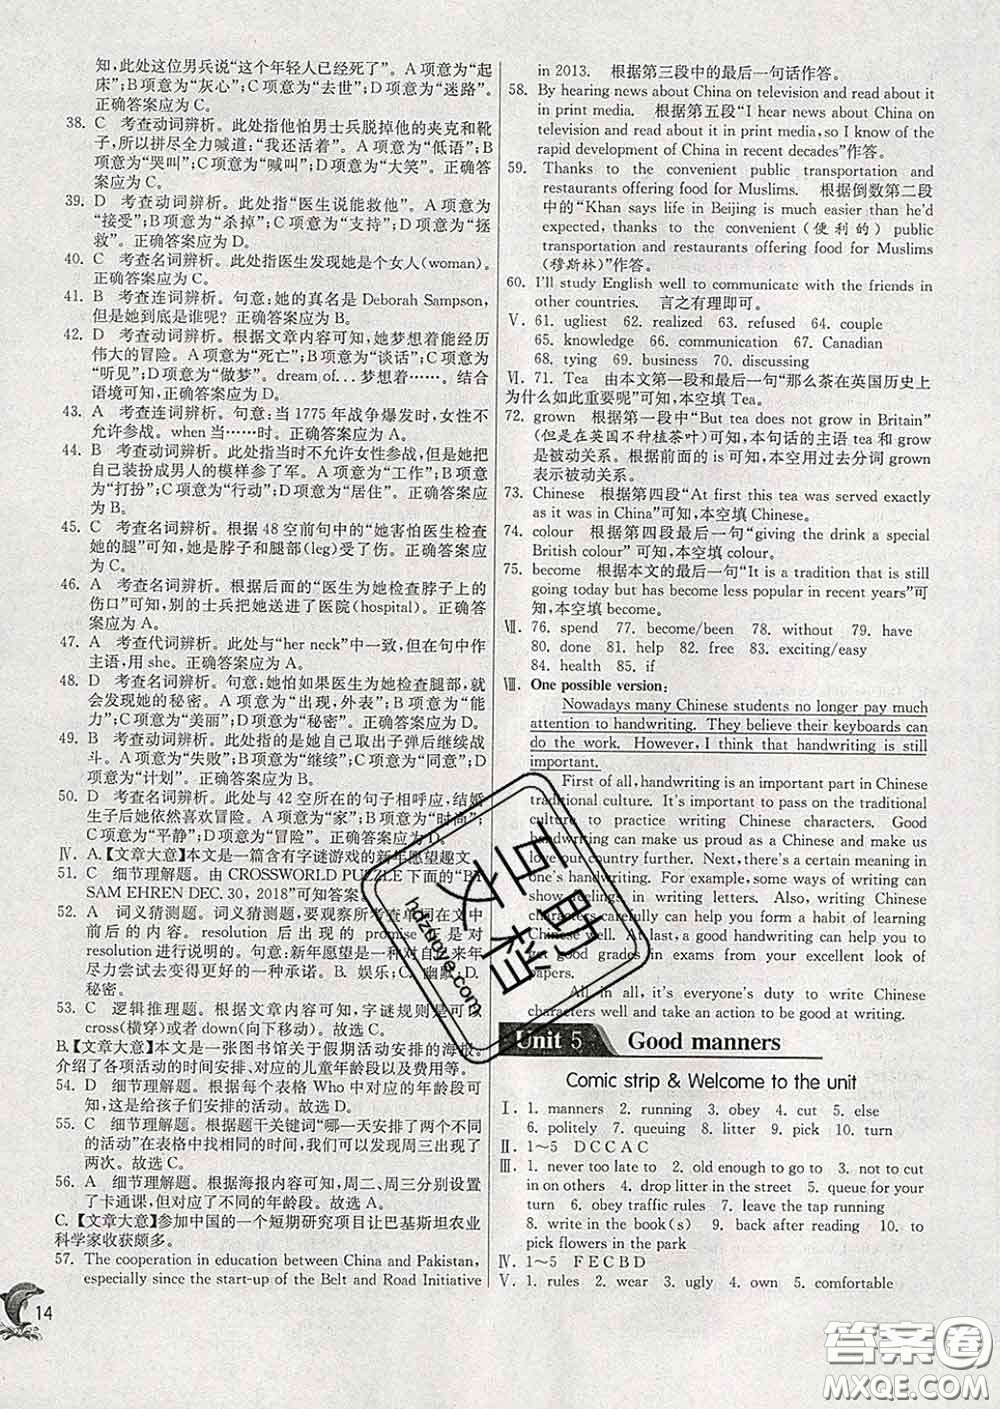 知,此处这位男兵说“这个年轻人已经死了”。A项意为“起
床”;B项意为“灰心”;C项意为“去世”;D项意为“迷路”。
正确答案应为C。
38. C 考查动词辨析。此处指他怕男士兵脱掉他的夹克和靴
子,所以拼尽全力喊道:“我还活着”。A项意为“低语”;B
项意为“哭叫”;C项意为“喊叫”;D项意为“大笑”。正确答
案应为C。
39. D 考查动词辨析。此处指“医生说能救他”。A项意为
“接受”;B项意为“杀掉”;C项意为“支持”;D项意为“拯
救”。正确答案应为D。
40. C 考查名词辨析。此处指医生发现她是个女人(woman)。
正确答案应为C。
41. B 考查连词辨析。句意:她的真名是 Deborah Sampson,
但是她到底是谁呢?正确答案应为B。
42. D 考查动词辨析。根据文章内容可知,她梦想着能经历
伟大的冒险。A项意为“死亡”;B项意为“谈话”;C项意为
“听见”;D项意为“做梦”。dream of... 梦想着……。结合
语境可知,正确答案应为D。
43. A 考查连词辨析。句意:当1775年战争爆发时,女性不
允许参战。when 当……时。正确答案应为A。
44. B 考查动词辨析。此处指当时不允许女性参战,但是她把
自己装扮成男人的模样参了军。A项意为“工作”;B项意
为“打扮”;C项意为“行动”;D项意为“居住”。正确答案应
为B。
45. C 考查名词辨析。根据48空前句中的“她害怕医生检查
她的腿”可知,她是脖子和腿部(leg)受了伤。正确答案应
为C。
46. A 考查名词辨析。根据后面的“医生为她检查脖子上的
伤口”可知,别的士兵把她送进了医院(hospital)。正确答
案应为A。
47. A 考查代词辨析。此处与“her neck”中一致,但在句中作
主语,用she。正确答案应为A。
48. D 考查名词辨析。句意:她怕如果医生为她检查腿部,就
会发现她的秘密。A项意为“出现,外表”;B项意为“能力”;
C项意为“美丽”;D项意为“秘密”。正确答案应为D。
49. B 考查动词辨析。此处指的是她自己取出子弹后继续战
斗。A项意为“失败”;B项意为“继续”;C项意为“同意”;D
项意为“计划”。正确答案应为B。
50. D 考查名词辨析。此处与42空所在的句子相呼应,结婚
生子后她依然喜欢冒险。A项意为“家”;B项意为“时尚”;
C项意为“平静”;D项意为“冒险”。正确答案应为D。
Ⅳ. A.【文章大意】本文是一篇含有字谜游戏的新年愿望趣文。
51. C 细节理解题。由CROSSWORLD PUZZLE下面的“BY
SAM EHREN DEC. 30, 2018”可知答案。
52. A 词义猜测题。词义猜测题,要观察所考查单词在文中
前后的内容。resolution 后出现的 promise 也是对
resolution 进行说明的。句意:新年愿望是一种对自己来年
尽力尝试去变得更好的一种承诺。B. 娱乐;C. 幽默;D.
秘密。
53. C 逻辑推理题。根据文章内容可知,字谜规则是可以
cross(横穿)或者down(向下移动)。故选C。
B.【文章大意】本文是一张图书馆关于假期活动安排的海报。
介绍了各项活动的时间安排、对应的儿童年龄段以及费用等。
54. D 细节理解题。根据每个表格Who中对应的年龄段可
知,这是给孩子们安排的活动。故选D。
55. C 细节理解题。根据题干关键词“哪一天安排了两个不同
的活动”在表格中找相同的时间,我们可以发现周三出现了
两次。故选C。
56. A 细节理解题。根据海报内容可知,周二、周三分别设置
了卡通课,但对应了不同的年龄段。故选A。
C.【文章大意】参加中国的一个短期研究项目让巴基斯坦农业
科学家收获颇多。
57. The cooperation in education between China and Pakistan,
especially since the start-up of the Belt and Road Initiative
14
in 2013. 根据第三段中的最后一句话作答。
58. By hearing news about China on television and read about it
in print media. 根据第五段“I hear news about China on
television and read about it in print media,so I know of the
rapid development of China in recent decades”作答。
59. Thanks to the convenient public transportation and
restaurants offering food for Muslims. 根据倒数第二段
中的“Khan says life in Beijing is much easier than he'd
expected, thanks to the convenient(便利的) public
transportation and restaurants offering food for Muslims
(穆斯林)”作答。
60. I'll study English well to communicate with the friends in
other countries. 言之有理即可。
Ⅴ. 61. ugliest 62. realized 63. refused 64. couple
65. knowledge 66. communication 67. Canadian
68. tying 69. business 70. discussing
Ⅵ. 71. Tea 由本文第一段和最后一句“那么茶在英国历史上
为什么如此重要呢”可知,本空填Tea。
72. grown 根据第一段中“But tea does not grow in Britain”
(但是在英国不种植茶叶)可知,本句话的主语 tea 和 grow
是被动关系。根据前面的is可知,本空用过去分词grown
表示被动关系。
73. Chinese 根据第四段“At first this tea was served exactly
as it was in China”可知,本空填Chinese。
74. colour 根据第四段最后一句“giving the drink a special
British colour”可知,本空填colour。
75. become 根据本文的最后一句“It is a tradition that is still
going today but has become less popular in recent years”可
知,本空填become。
Ⅶ. 76. spend 77. become/been 78. without 79. have
80. done 81. help 82. free 83. exciting/easy
84. health 85. if
Ⅷ. One possible version:
Nowadays many Chinese students no longer pay much
attention to handwriting. They believe their keyboards can
do the work. However, I think that handwriting is still
important.
First of all, handwriting is an important part in Chinese
traditional culture. It's important to pass on the traditional
culture to practice writing Chinese characters. Good
handwriting can make us proud of Chinese and make us
love our country further. Next, there's a certain meaning in
one's handwriting. For example, some ways of writing can
bring success in writing letters. Also, writing Chinese
characters carefully can help form a habit of learning
Chinese well. At last, a good handwriting can help you to
get good grades in exams from your excellent look of
papers.
All in all, it's everyone's duty to write Chinese
characters well and take an action to be good at writing.
Unit 5 Good manners
Comic strip & Welcome to the unit
Ⅰ. 1. manners 2. running 3. obey 4. cut 5. else
6. politely 7. queuing 8. litter 9. pick 10. turn
Ⅱ. 1~5 DCCAC
Ⅲ. 1. never too late to 2. old enough to go to 3. not to cut
in on others 4. drop litter in the street 5. queuing for your
turn 6. obey traffic rules 7. leave the tap running
8. write in the book(s) 9. back after reading 10. to
pick flowers in the park
Ⅳ. 1~5 FECBD
Ⅴ. 1. rules 2. wear 3. ugly 4. own 5. comfortable
hdzuoye.com
答案圈
MXQE.COM